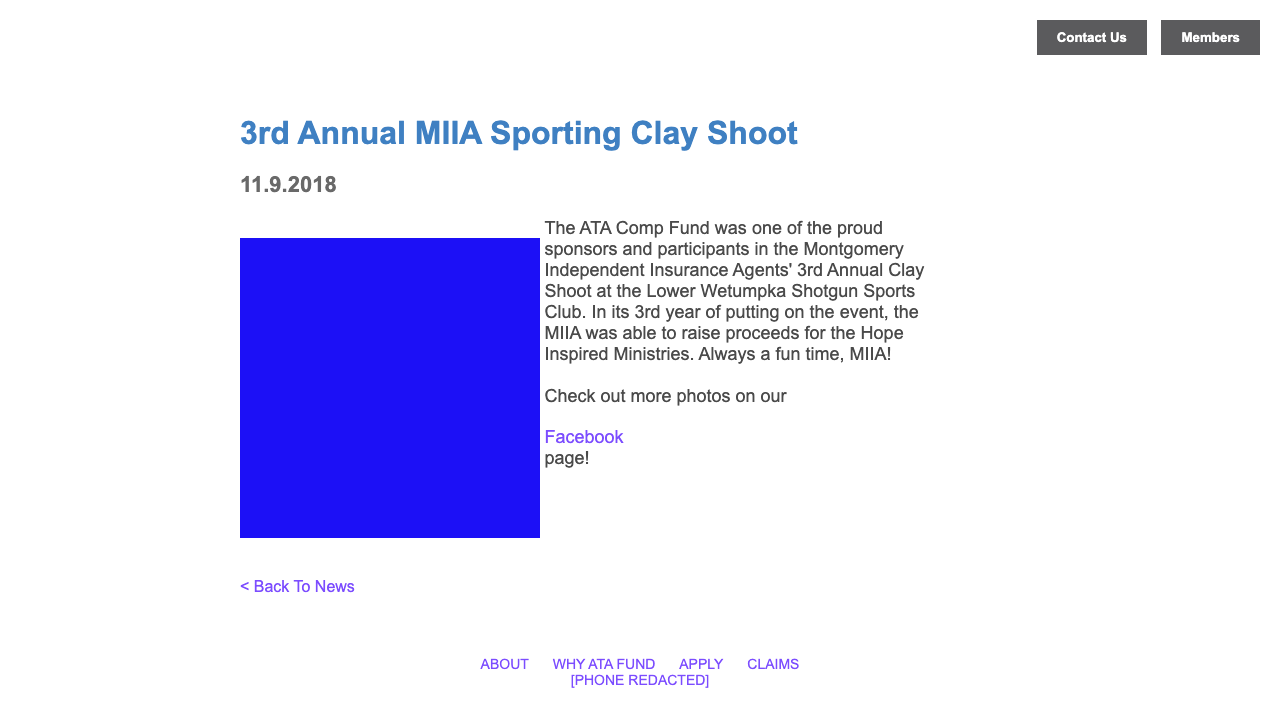 Contact Us
Members
3rd Annual MIIA Sporting Clay Shoot
11.9.2018
The ATA Comp Fund was one of the proud
sponsors and participants in the Montgomery
Independent Insurance Agents' 3rd Annual Clay
Shoot at the Lower Wetumpka Shotgun Sports
Club. In its 3rd year of putting on the event, the
MIIA was able to raise proceeds for the Hope
Inspired Ministries. Always a fun time, MIIA!
Check out more photos on our
Facebook
page!
< Back To News
ABOUT WHY ATA FUND APPLY CLAIMS
[PHONE REDACTED]